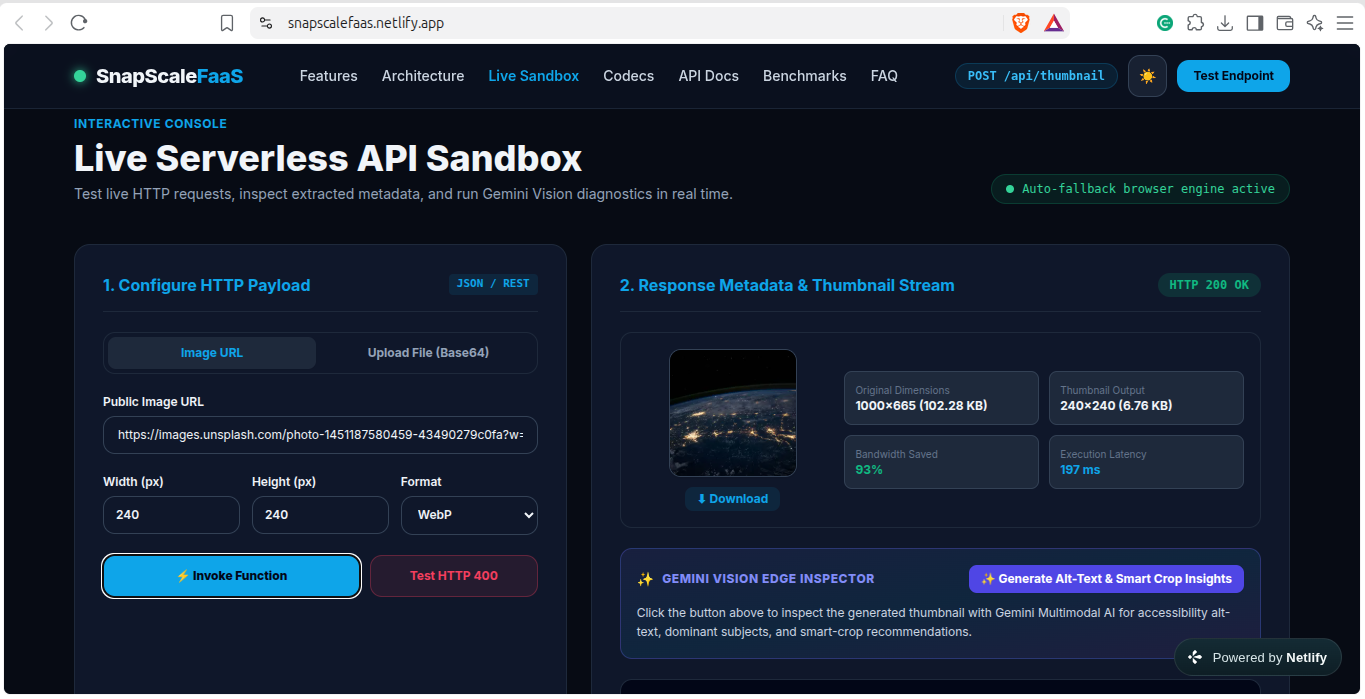 snapscalefaas.netlify.app
SnapScaleFaaS
Features Architecture Live Sandbox Codecs API Docs Benchmarks FAQ
POST /api/thumbnail
Test Endpoint
INTERACTIVE CONSOLE
Live Serverless API Sandbox
Test live HTTP requests, inspect extracted metadata, and run Gemini Vision diagnostics in real time.
Auto-fallback browser engine active
1. Configure HTTP Payload
JSON / REST
Image URL
Upload File (Base64)
Public Image URL
https://images.unsplash.com/photo-1451187580459-43490279c0fa?w=
Width (px) Height (px) Format
240 240 WebP
⚡ Invoke Function
Test HTTP 400
2. Response Metadata & Thumbnail Stream
HTTP 200 OK
Original Dimensions
1000×665 (102.28 KB)
Thumbnail Output
240×240 (6.76 KB)
Bandwidth Saved
93%
Execution Latency
197 ms
⬇ Download
✨ GEMINI VISION EDGE INSPECTOR
✨ Generate Alt-Text & Smart Crop Insights
Click the button above to inspect the generated thumbnail with Gemini Multimodal AI for accessibility alt-
text, dominant subjects, and smart-crop recommendations.
Powered by Netlify